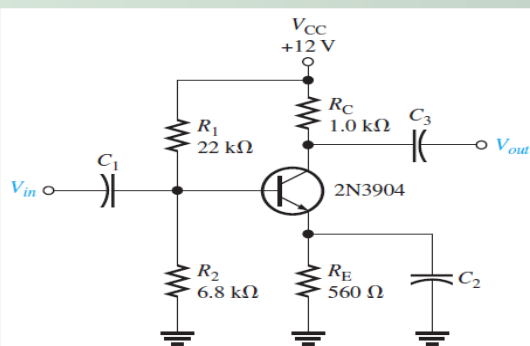 VCC
+12 V
RC
1.0 kΩ
C3
Vout
R1
22 kΩ
C1
Vin
2N3904
R2
6.8 kΩ
RE
560 Ω
C2